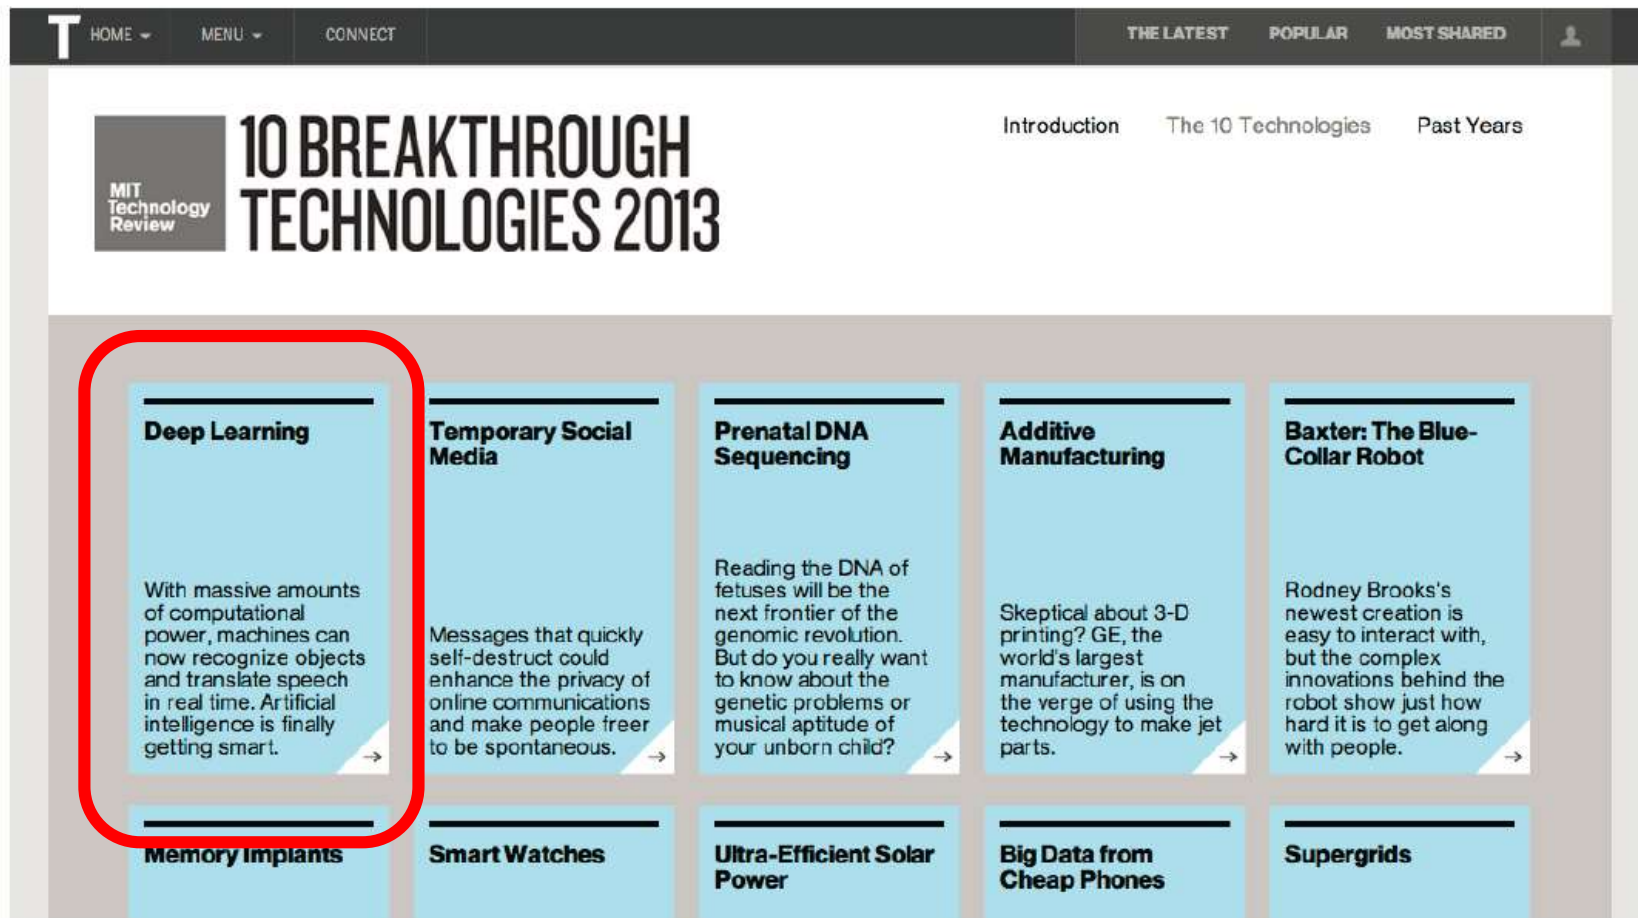 T HOME MENU CONNECT THE LATEST POPULAR MOST SHARED
MIT
Technology
Review
10 BREAKTHROUGH
TECHNOLOGIES 2013
Introduction The 10 Technologies Past Years
Deep Learning
With massive amounts
of computational
power, machines can
now recognize objects
and translate speech
in real time. Artificial
intelligence is finally
getting smart.
→
Temporary Social
Media
Messages that quickly
self-destruct could
enhance the privacy of
online communications
and make people freer
to be spontaneous.
→
Prenatal DNA
Sequencing
Reading the DNA of
fetuses will be the
next frontier of the
genomic revolution.
But do you really want
to know about the
genetic problems or
musical aptitude of
your unborn child?
→
Additive
Manufacturing
Skeptical about 3-D
printing? GE, the
world's largest
manufacturer, is on
the verge of using the
technology to make jet
parts.
→
Baxter: The Blue-
Collar Robot
Rodney Brooks's
newest creation is
easy to interact with,
but the complex
innovations behind the
robot show just how
hard it is to get along
with people.
→
Memory Implants
Smart Watches
Ultra-Efficient Solar
Power
Big Data from
Cheap Phones
Supergrids